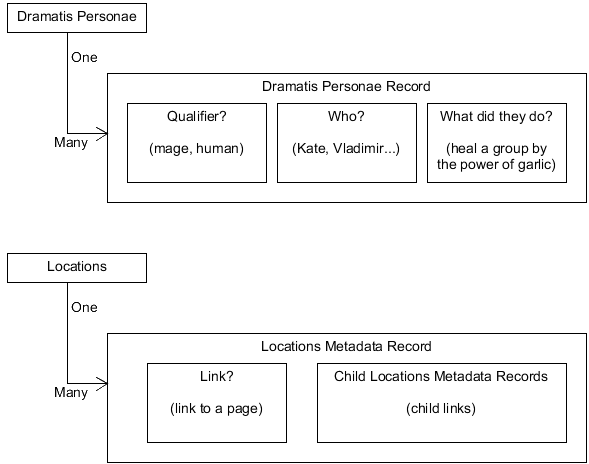 Dramatis Personae
One
Many
Dramatis Personae Record
Qualifier?
(mage, human)
Who?
(Kate, Vladimir...)
What did they do?
(heal a group by
the power of garlic)
Locations
One
Many
Locations Metadata Record
Link?
(link to a page)
Child Locations Metadata Records
(child links)